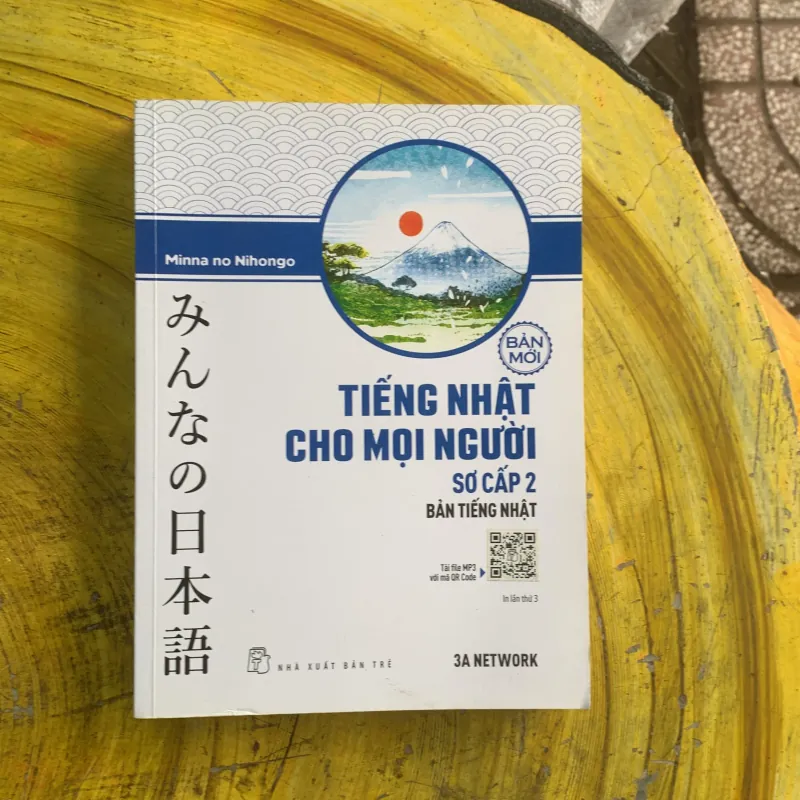 Minna no Nihongo
みんなの日本語
BẢN
MỚI
TIẾNG NHẬT
CHO MỌI NGƯỜI
SƠ CẤP 2
BẢN TIẾNG NHẬT
Tải file MP3
với mã QR Code
In lần thứ 3
NHÀ XUẤT BẢN TRẺ
3A NETWORK